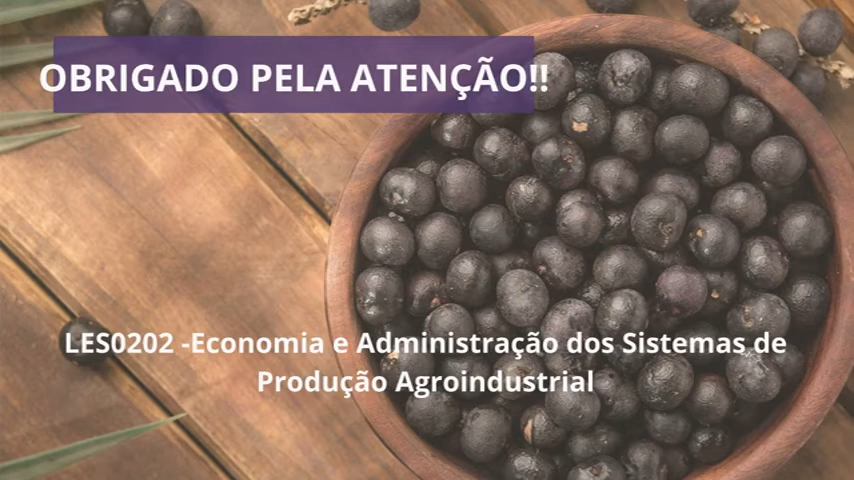 OBRIGADO PELA ATENÇÃO!!
LES0202 -Economia e Administração dos Sistemas de
Produção Agroindustrial